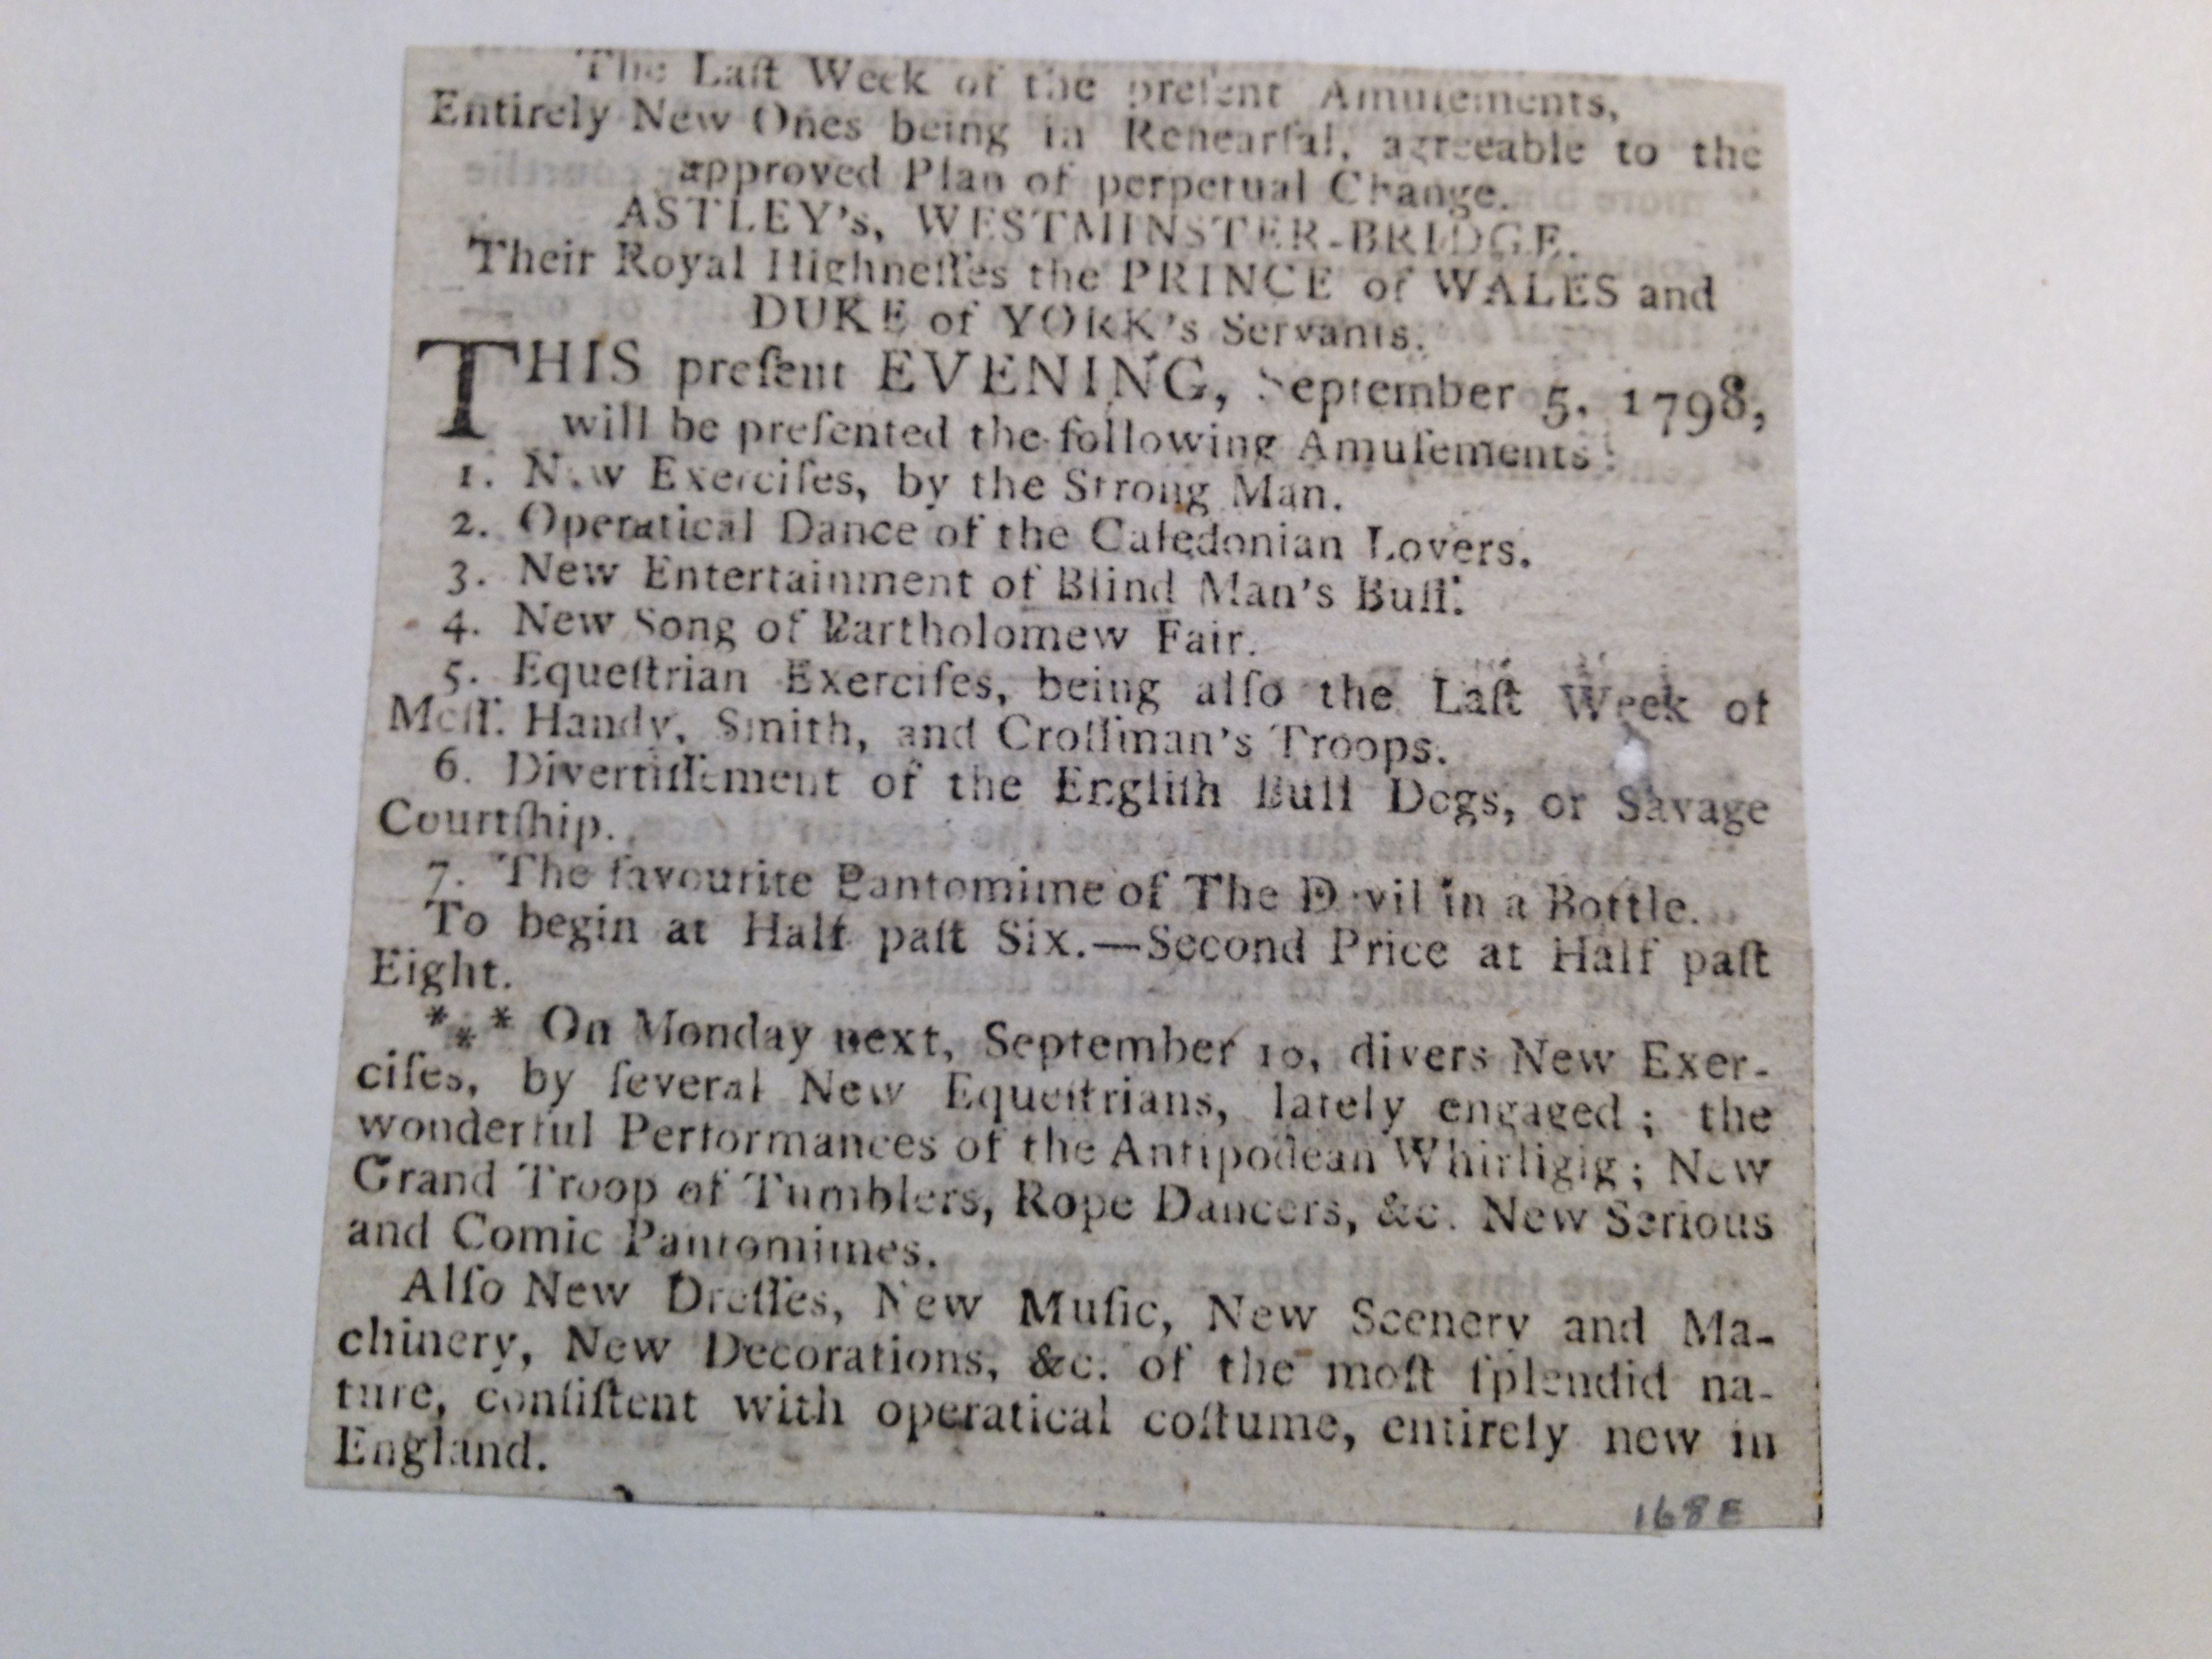 The Laſt Week of the preſent Amuſements,
Entirely New Ones being in Rehearſal, agreeable to the
approved Plan of perpetual Change.
ASTLEY's, WESTMINSTER-BRIDGE.
Their Royal Highneſſes the PRINCE of WALES and
DUKE of YORK's Servants.
THIS preſent EVENING, September 5, 1798,
will be preſented the following Amuſements:
1. New Exerciſes, by the Strong Man.
2. Operatical Dance of the Caledonian Lovers.
3. New Entertainment of Blind Man's Buff.
4. New Song of Bartholomew Fair.
5. Equeſtrian Exerciſes, being alſo the Laſt Week of
Meſſ. Handy, Smith, and Croſſman's Troops.
6. Divertiſſement of the Engliſh Bull Dogs, or Savage
Courtſhip.
7. The favourite Pantomime of The Devil in a Bottle.
To begin at Half paſt Six.—Second Price at Half paſt
Eight.
*⁎* On Monday next, September 10, divers New Exer-
ciſes, by ſeveral New Equeſtrians, lately engaged; the
wonderful Performances of the Antipodean Whirligig; New
Grand Troop of Tumblers, Rope Dancers, &c. New Serious
and Comic Pantomimes.
Alſo New Dreſſes, New Muſic, New Scenery and Ma-
chinery, New Decorations, &c. of the moſt ſplendid na-
ture, conſiſtent with operatical coſtume, entirely new in
England.
168E